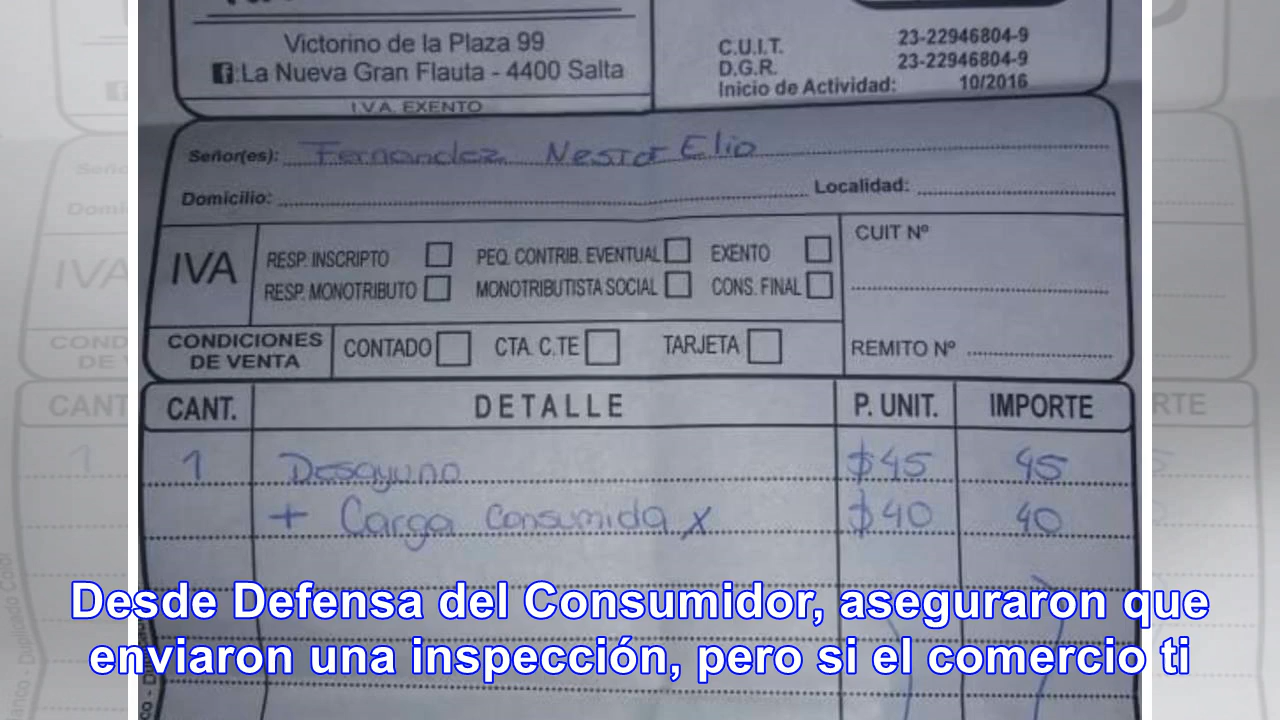 Victorino de la Plaza 99
f:La Nueva Gran Flauta - 4400 Salta
I.V.A. EXENTO
C.U.I.T. 23-22946804-9
D.G.R. 23-22946804-9
Inicio de Actividad: 10/2016
Señor(es): Fernandez Nestor Elio
Domicilio: Localidad:
IVA
RESP. INSCRIPTO PEQ. CONTRIB. EVENTUAL EXENTO
RESP. MONOTRIBUTO MONOTRIBUTISTA SOCIAL CONS. FINAL
CUIT Nº
REMITO Nº
CONDICIONES
DE VENTA
CONTADO CTA. C.TE TARJETA
CANT. DETALLE P. UNIT. IMPORTE
1 Desayuno $45 45
+ Carga Consumida x $40 40
Desde Defensa del Consumidor, aseguraron que
enviaron una inspección, pero si el comercio ti